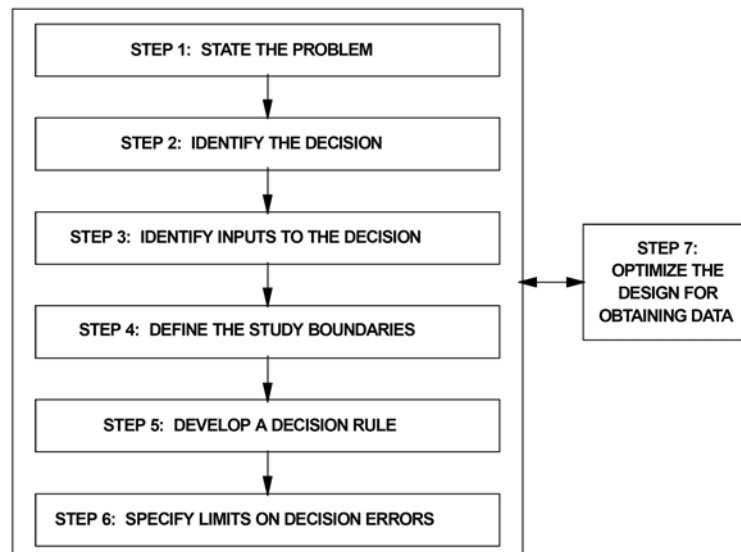 STEP 1: STATE THE PROBLEM
STEP 2: IDENTIFY THE DECISION
STEP 3: IDENTIFY INPUTS TO THE DECISION
STEP 4: DEFINE THE STUDY BOUNDARIES
STEP 5: DEVELOP A DECISION RULE
STEP 6: SPECIFY LIMITS ON DECISION ERRORS
STEP 7:
OPTIMIZE THE
DESIGN FOR
OBTAINING DATA